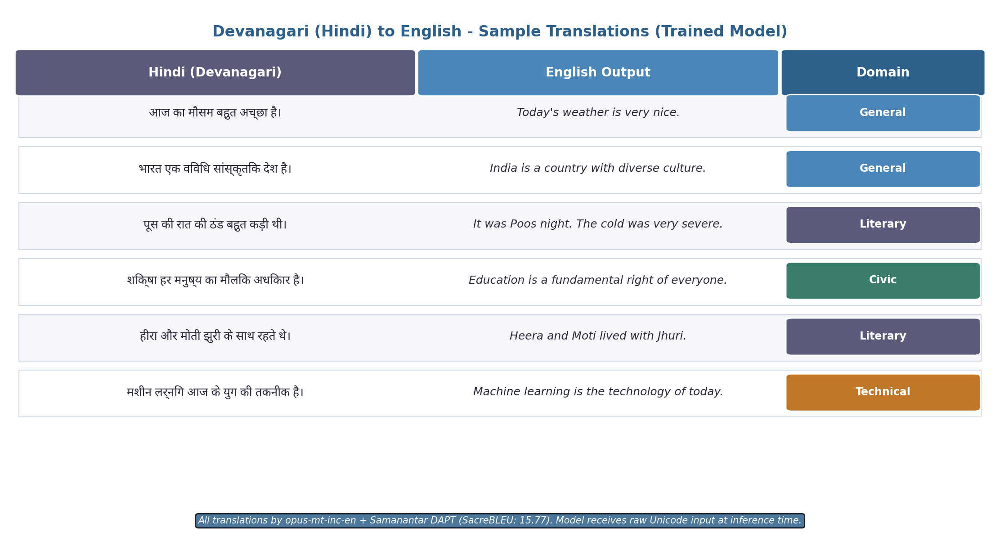 Devanagari (Hindi) to English - Sample Translations (Trained Model)
Hindi (Devanagari) English Output Domain
आज का मौसम बहुत अच्छा है। Today's weather is very nice. General
भारत एक वविधि सांस्कृतकि देश है। India is a country with diverse culture. General
पूस की रात की ठंड बहुत कड़ी थी। It was Poos night. The cold was very severe. Literary
शकि्षा हर मनुष्य का मौलकि अधकिार है। Education is a fundamental right of everyone. Civic
हीरा और मोती झुरी के साथ रहते थे। Heera and Moti lived with Jhuri. Literary
मशीन लर्नगि आज के युग की तकनीक है। Machine learning is the technology of today. Technical
All translations by opus-mt-inc-en + Samanantar DAPT (SacreBLEU: 15.77). Model receives raw Unicode input at inference time.